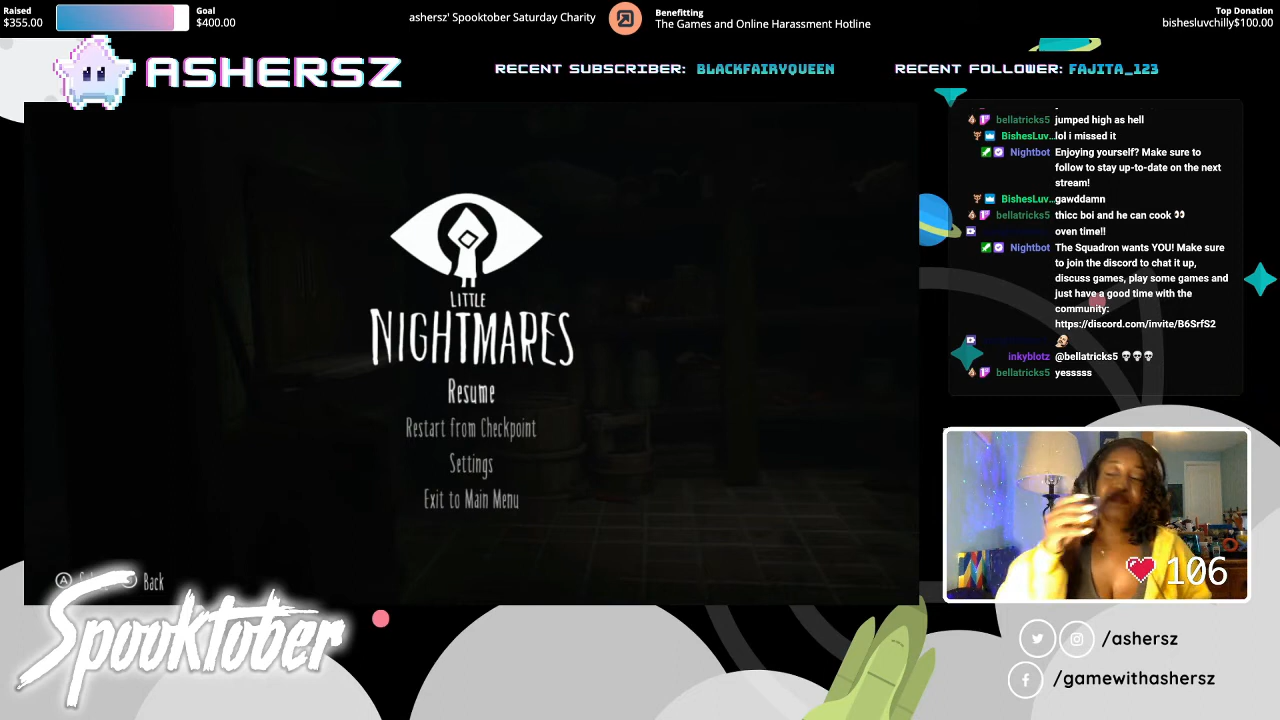 Raised
$355.00
Goal
$400.00
ashersz' Spooktober Saturday Charity
Benefitting
The Games and Online Harassment Hotline
Top Donation
bishesluvchilly$100.00
ASHERSZ
RECENT SUBSCRIBER: BLACKFAIRYQUEEN
RECENT FOLLOWER: FAJITA_123
bellatricks5 jumped high as hell
BishesLuv... lol i missed it
Nightbot Enjoying yourself? Make sure to
follow to stay up-to-date on the next
stream!
BishesLuv... gawddamn
bellatricks5 thicc boi and he can cook 👀
oven time!!
Nightbot The Squadron wants YOU! Make sure
to join the discord to chat it up,
discuss games, play some games and
just have a good time with the
community:
https://discord.com/invite/B6SrfS2
inkyblotz @bellatricks5 💀💀💀
bellatricks5 yesssss
LITTLE
NIGHTMARES
Resume
Restart from Checkpoint
Settings
Exit to Main Menu
A
Back
Spooktober
106
/ashersz
/gamewithashersz